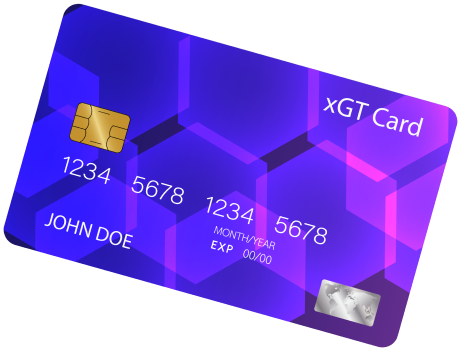 xGT Card
1234 5678 1234 5678
MONTH/YEAR
EXP 00/00
JOHN DOE